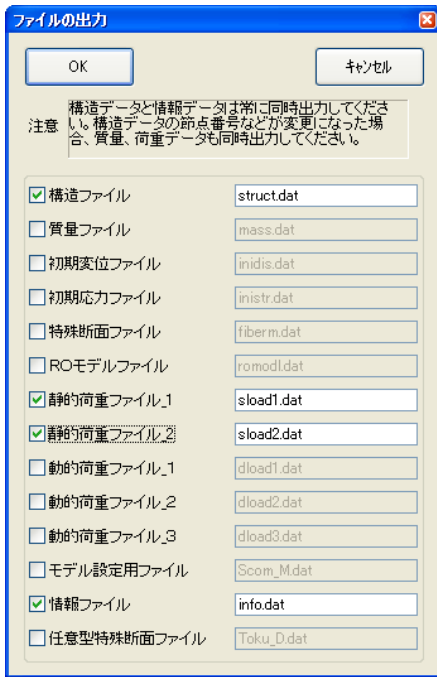 ファイルの出力
OK
キャンセル
注意
構造データと情報データは常に同時出力してくださ
い。構造データの節点番号などが変更になった場
合、質量、荷重データも同時出力してください。
構造ファイル struct.dat
質量ファイル mass.dat
初期変位ファイル inidis.dat
初期応力ファイル inistr.dat
特殊断面ファイル fiberm.dat
ROモデルファイル romodl.dat
静的荷重ファイル_1 sload1.dat
静的荷重ファイル_2 sload2.dat
動的荷重ファイル_1 dload1.dat
動的荷重ファイル_2 dload2.dat
動的荷重ファイル_3 dload3.dat
モデル設定用ファイル Scom_M.dat
情報ファイル info.dat
任意型特殊断面ファイル Toku_D.dat